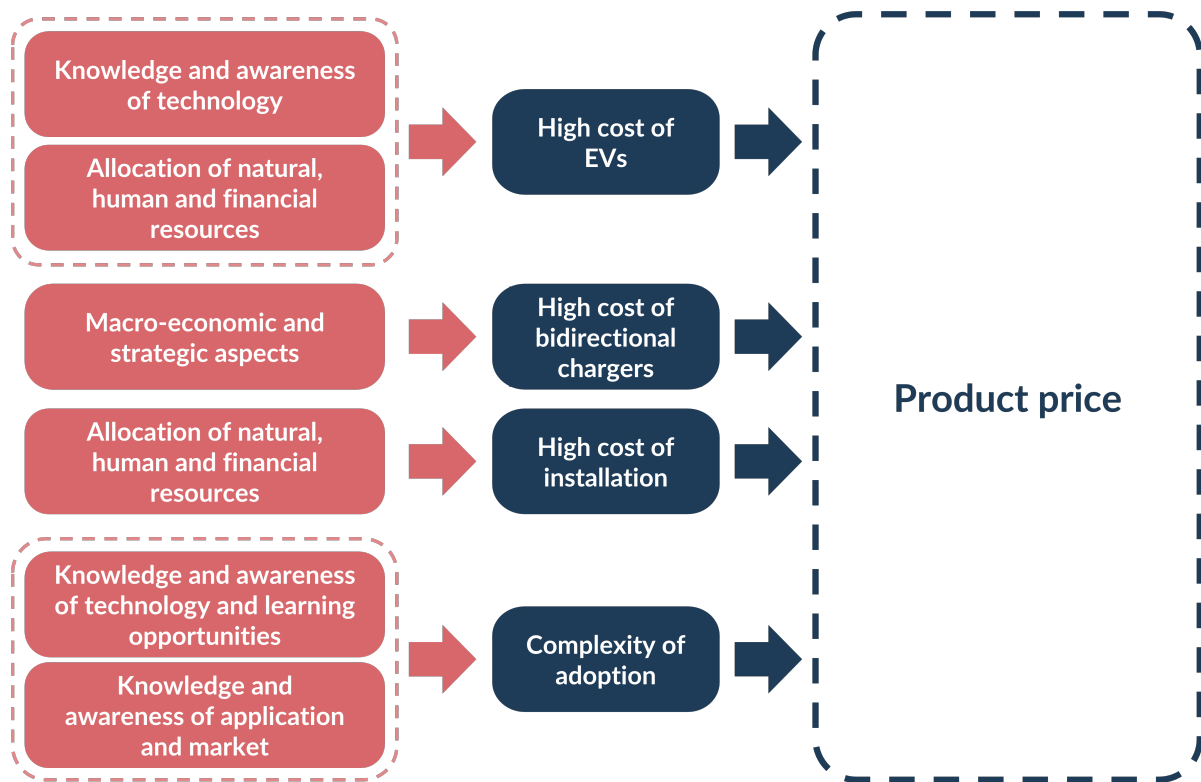 Knowledge and awareness
of technology
Allocation of natural,
human and financial
resources
High cost of
EVs
Macro-economic and
strategic aspects
High cost of
bidirectional
chargers
Allocation of natural,
human and financial
resources
High cost of
installation
Knowledge and awareness
of technology and learning
opportunities
Knowledge and
awareness of application
and market
Complexity of
adoption
Product price